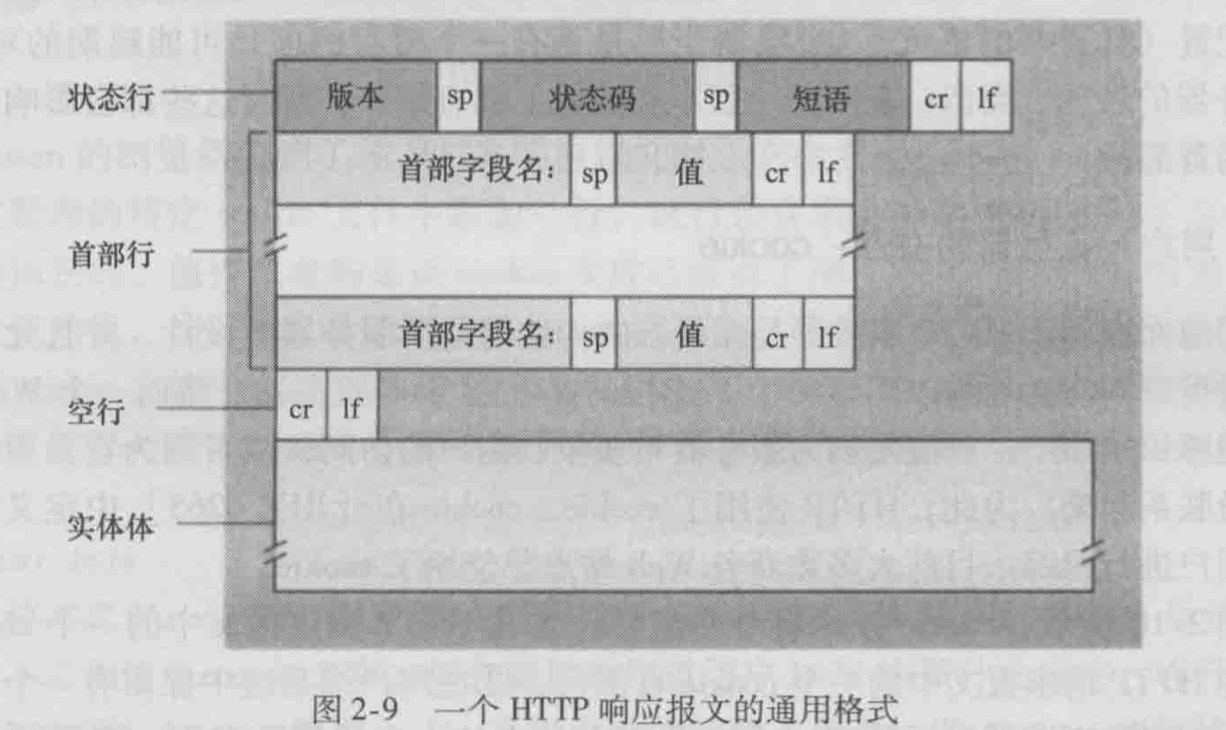 状态行 版本 sp 状态码 sp 短语 cr lf
首部字段名: sp 值 cr lf
首部行
首部字段名: sp 值 cr lf
空行 cr lf
实体体
图 2-9 一个 HTTP 响应报文的通用格式